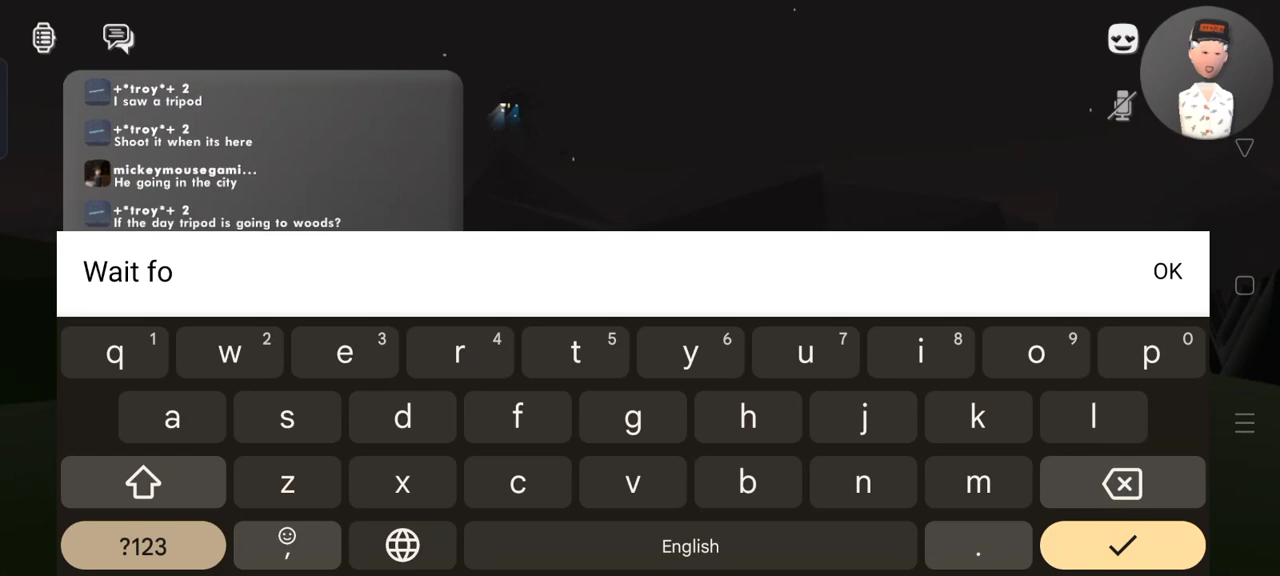 +*troy*+ 2
I saw a tripod
+*troy*+ 2
Shoot it when its here
mickeymousegami...
He going in the city
+*troy*+ 2
If the day tripod is going to woods?
Wait fo
OK
q 1 w 2 e 3 r 4 t 5 y 6 u 7 i 8 o 9 p 0
a s d f g h j k l
z x c v b n m
?123 , English .